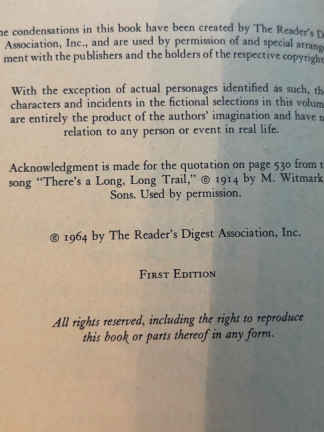 condensations in this book have been created by The Reader's
Association, Inc., and are used by permission of and special
ment with the publishers and the holders of the respective
With the exception of actual personages identified as such,
characters and incidents in the fictional selections in this
are entirely the product of the authors' imagination and have
relation to any person or event in real life.
Acknowledgment is made for the quotation on page 530 from
song "There's a Long, Long Trail," © 1914 by M. Witmark
Sons. Used by permission.
© 1964 by The Reader's Digest Association, Inc.
First Edition
All rights reserved, including the right to reproduce
this book or parts thereof in any form.